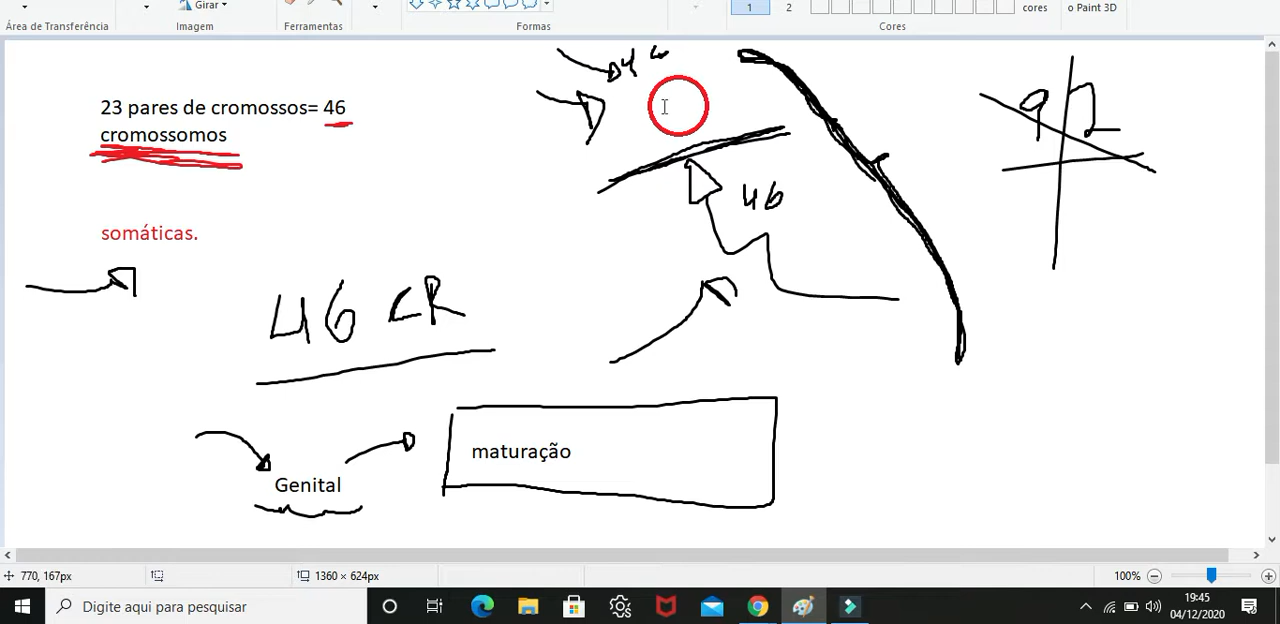 Girar
Área de Transferência
Imagem
Ferramentas
Formas
1
2
cores
o Paint 3D
Cores
23 pares de cromossos= 46
cromossomos
46
92
46
somáticas.
46 CR
maturação
Genital
770, 167px
1360 × 624px
100%
Digite aqui para pesquisar
19:45
04/12/2020